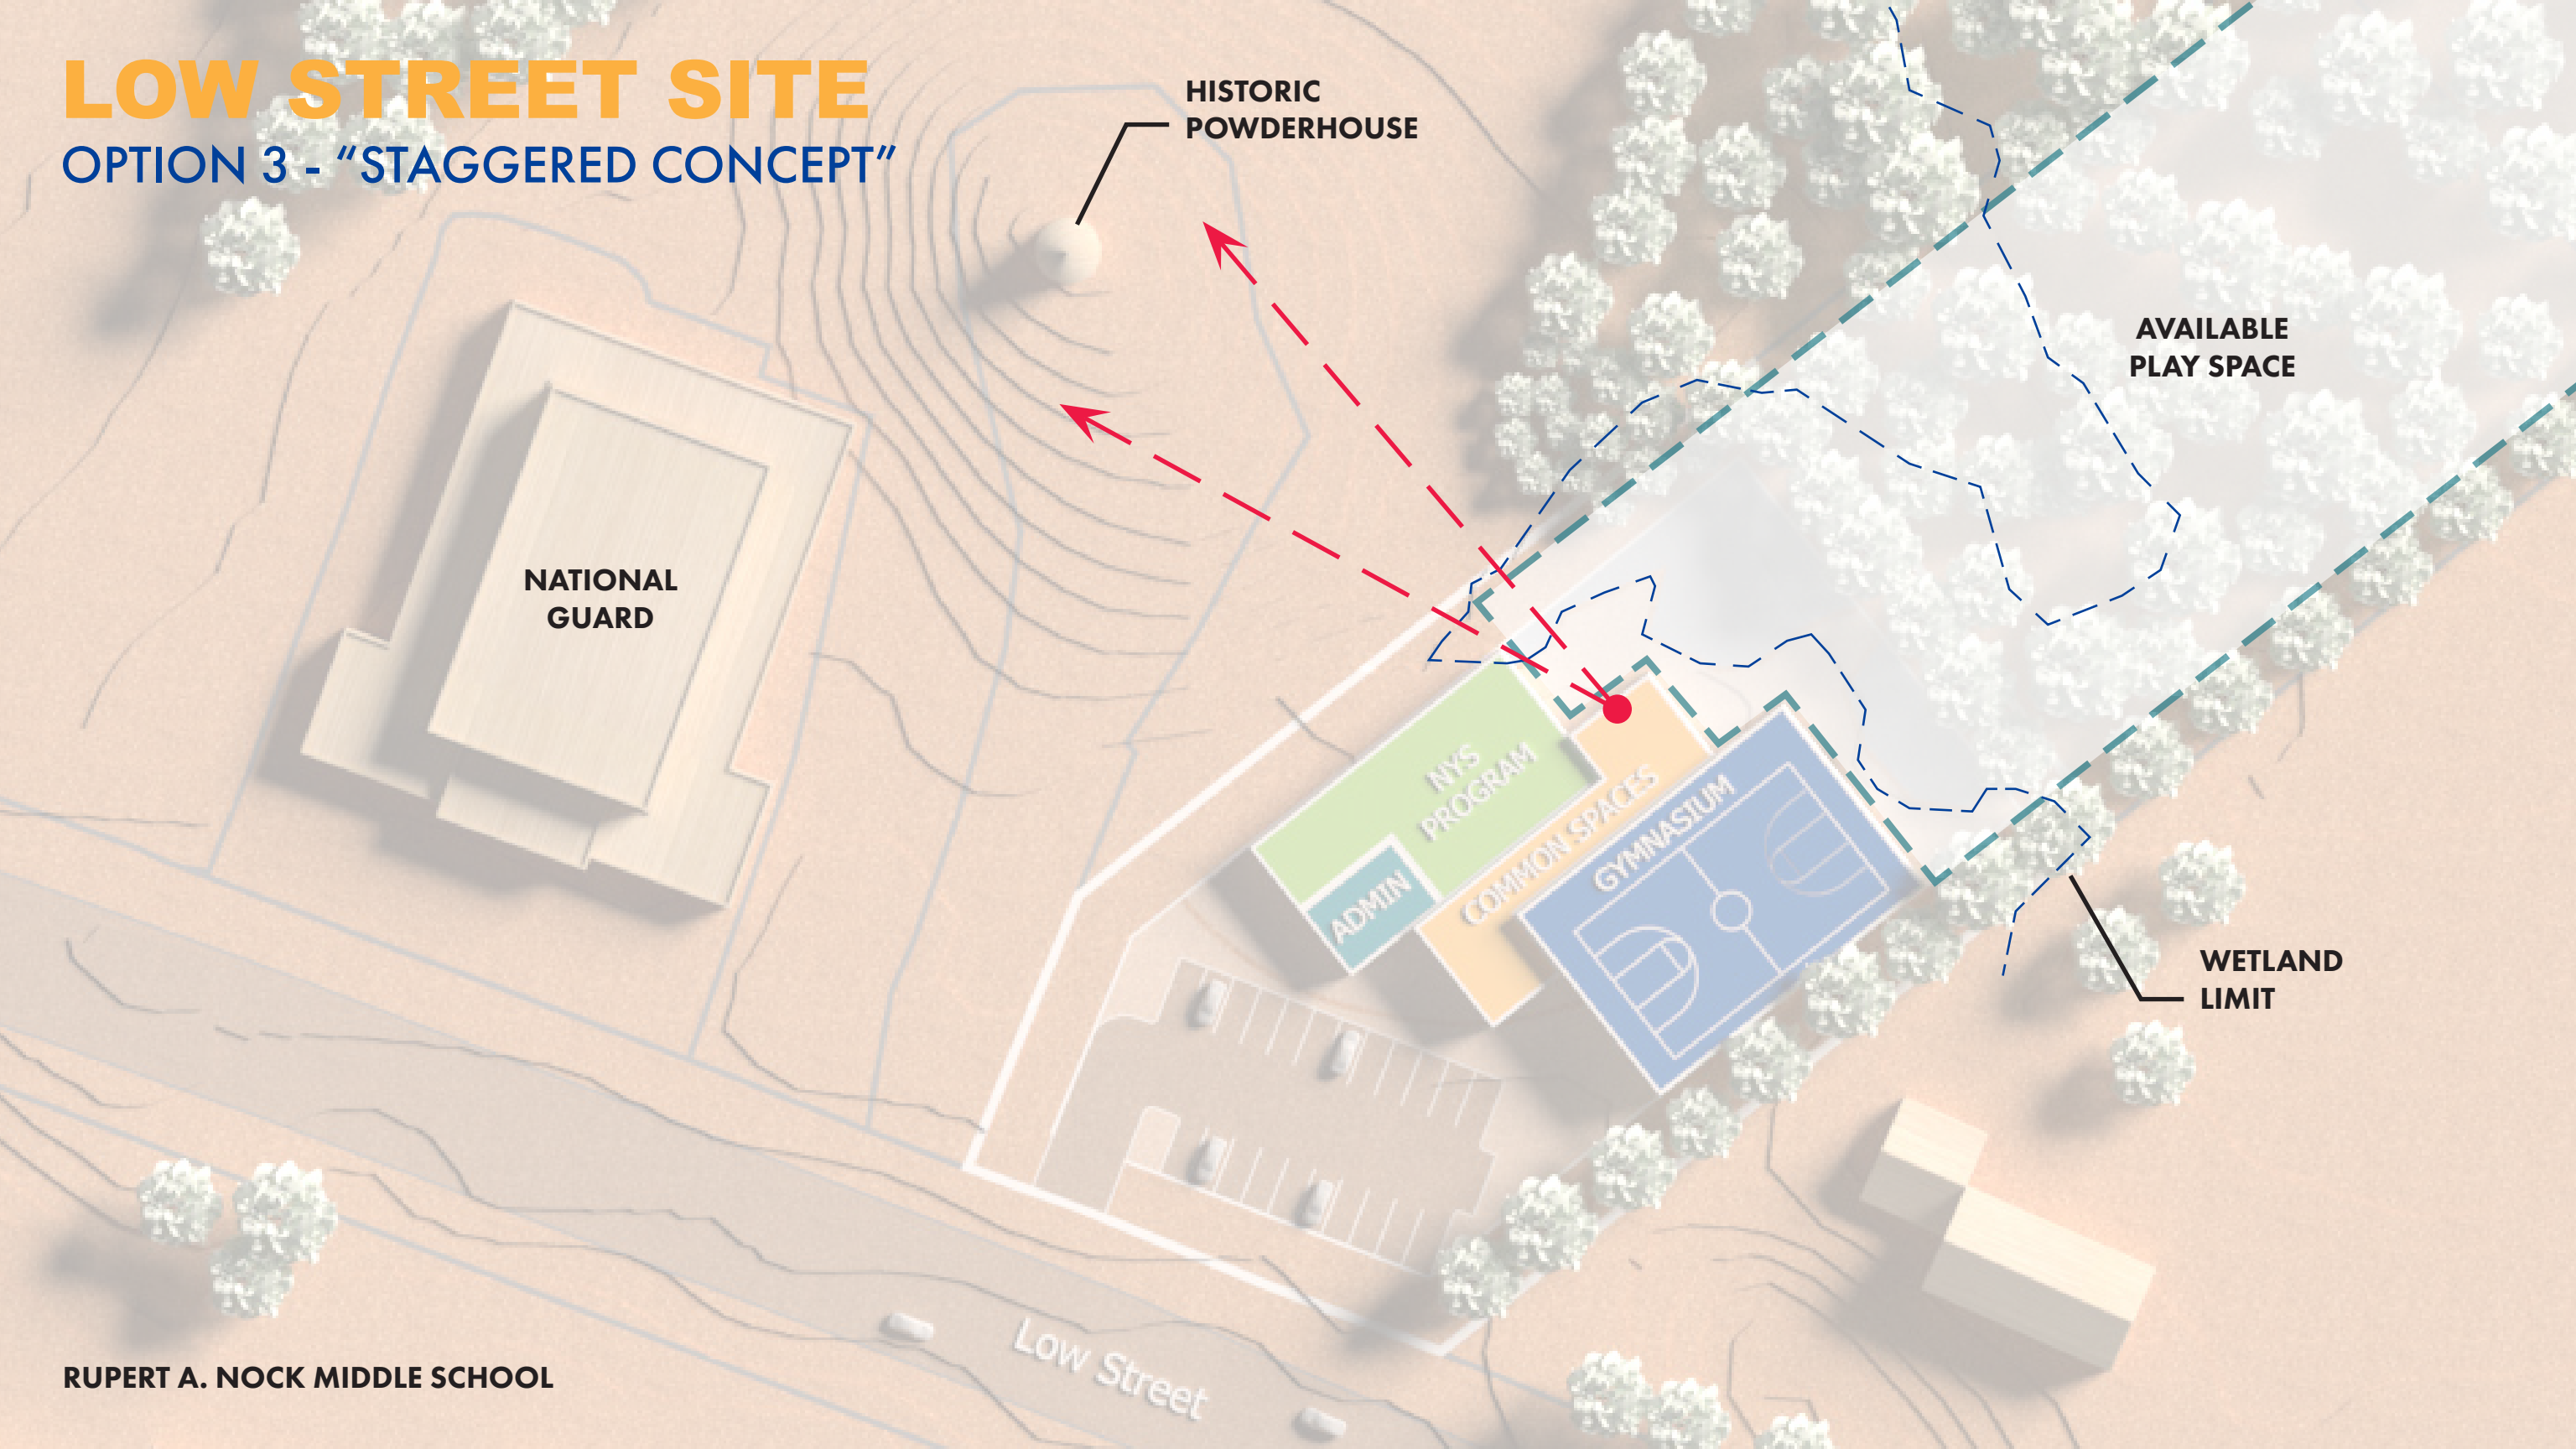 LOW STREET SITE
OPTION 3 - “STAGGERED CONCEPT”
HISTORIC
POWDERHOUSE
AVAILABLE
PLAY SPACE
NATIONAL
GUARD
NYS
PROGRAM
ADMIN
COMMON SPACES
GYMNASIUM
WETLAND
LIMIT
Low Street
RUPERT A. NOCK MIDDLE SCHOOL